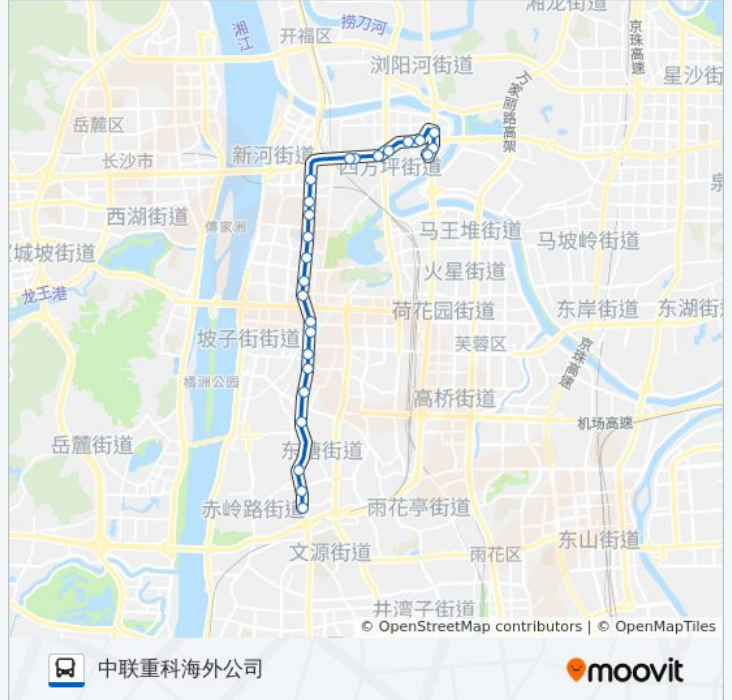 湘龙街道
湘江
捞刀河
开福区
京珠高速
浏阳河街道
星沙街
万家丽路高架
岳麓区
长沙市
新河街道
四方坪街道
泉
西湖街道
傅家洲
马王堆街道
马坡岭街道
城坡街道
火星街道
龙王港
荷花园街道
东岸街道
东湖街
坡子街街道
芙蓉区
京珠高速
橘洲公园
高桥街道
机场高速
岳麓街道
东塘街道
赤岭路街道
雨花亭街道
文源街道
雨花区
东山街道
井湾子街道
© OpenStreetMap contributors | © OpenMapTiles
中联重科海外公司
moovit